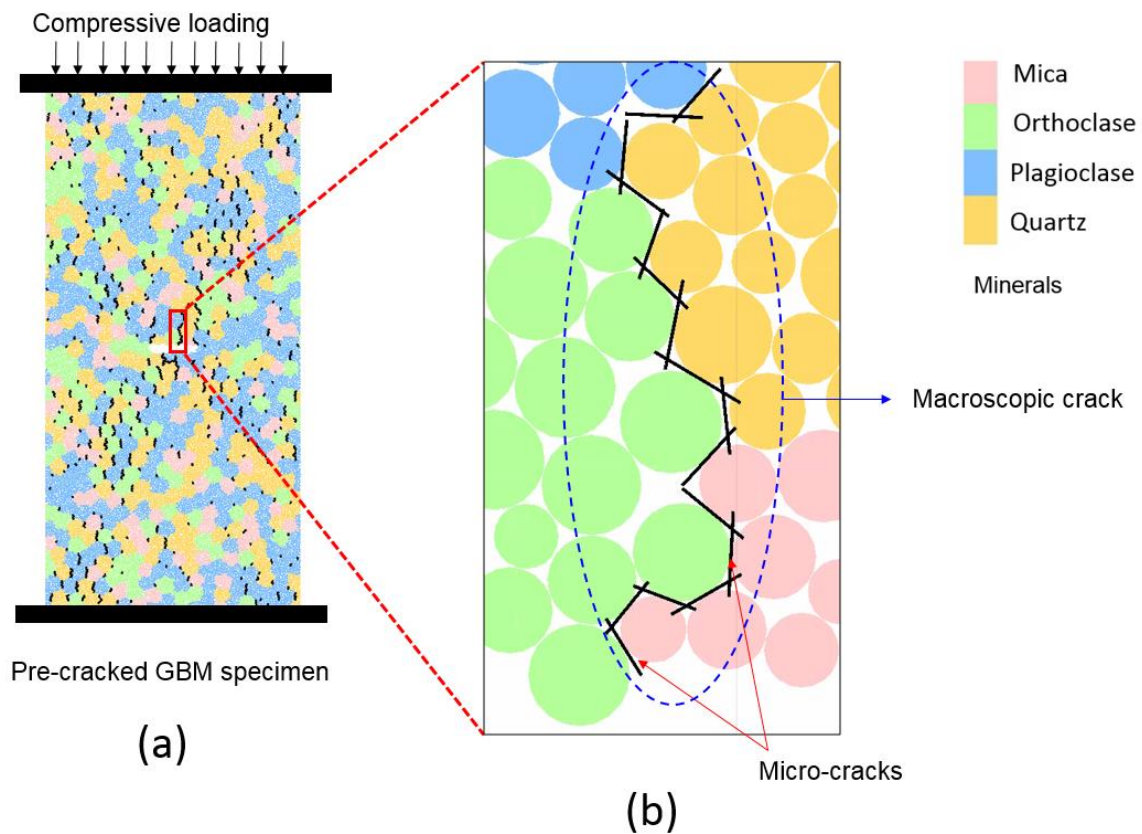 Compressive loading
Mica
Orthoclase
Plagioclase
Quartz
Minerals
Macroscopic crack
Pre-cracked GBM specimen
Micro-cracks
(a)
(b)